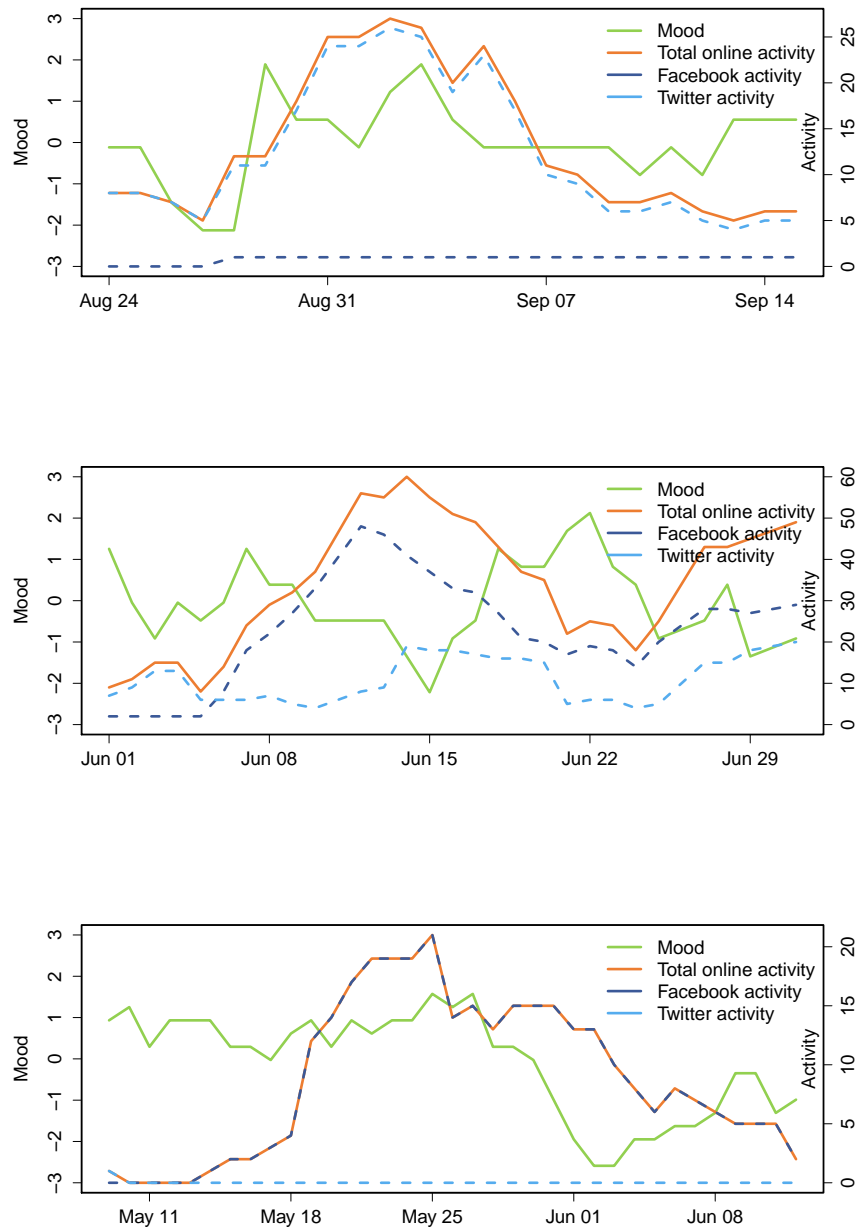 3
2
1
0
−1
−2
−3
Mood
Mood
Total online activity
Facebook activity
Twitter activity
25
20
15
10
5
0
Activity
Aug 24 Aug 31 Sep 07 Sep 14
3
2
1
0
−1
−2
−3
Mood
Mood
Total online activity
Facebook activity
Twitter activity
60
50
40
30
20
10
0
Activity
Jun 01 Jun 08 Jun 15 Jun 22 Jun 29
3
2
1
0
−1
−2
−3
Mood
Mood
Total online activity
Facebook activity
Twitter activity
20
15
10
5
0
Activity
May 11 May 18 May 25 Jun 01 Jun 08